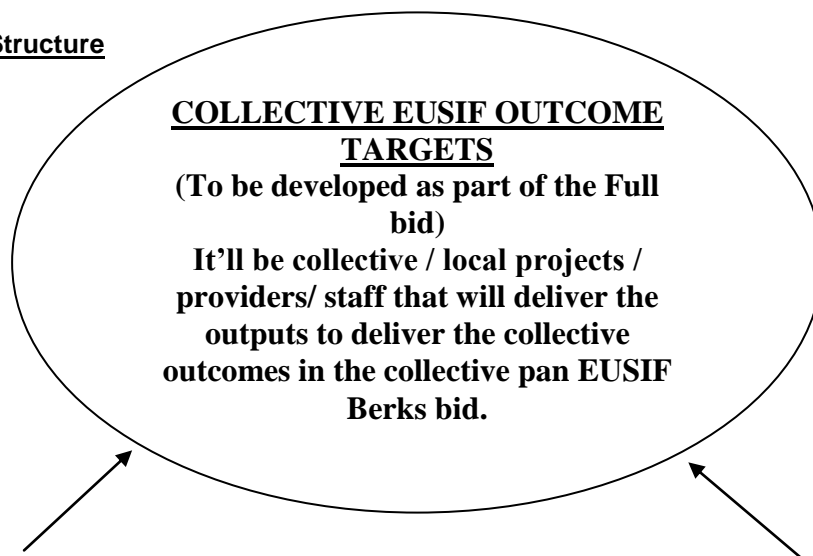 Structure
COLLECTIVE EUSIF OUTCOME
TARGETS
(To be developed as part of the Full
bid)
It’ll be collective / local projects /
providers/ staff that will deliver the
outputs to deliver the collective
outcomes in the collective pan EUSIF
Berks bid.